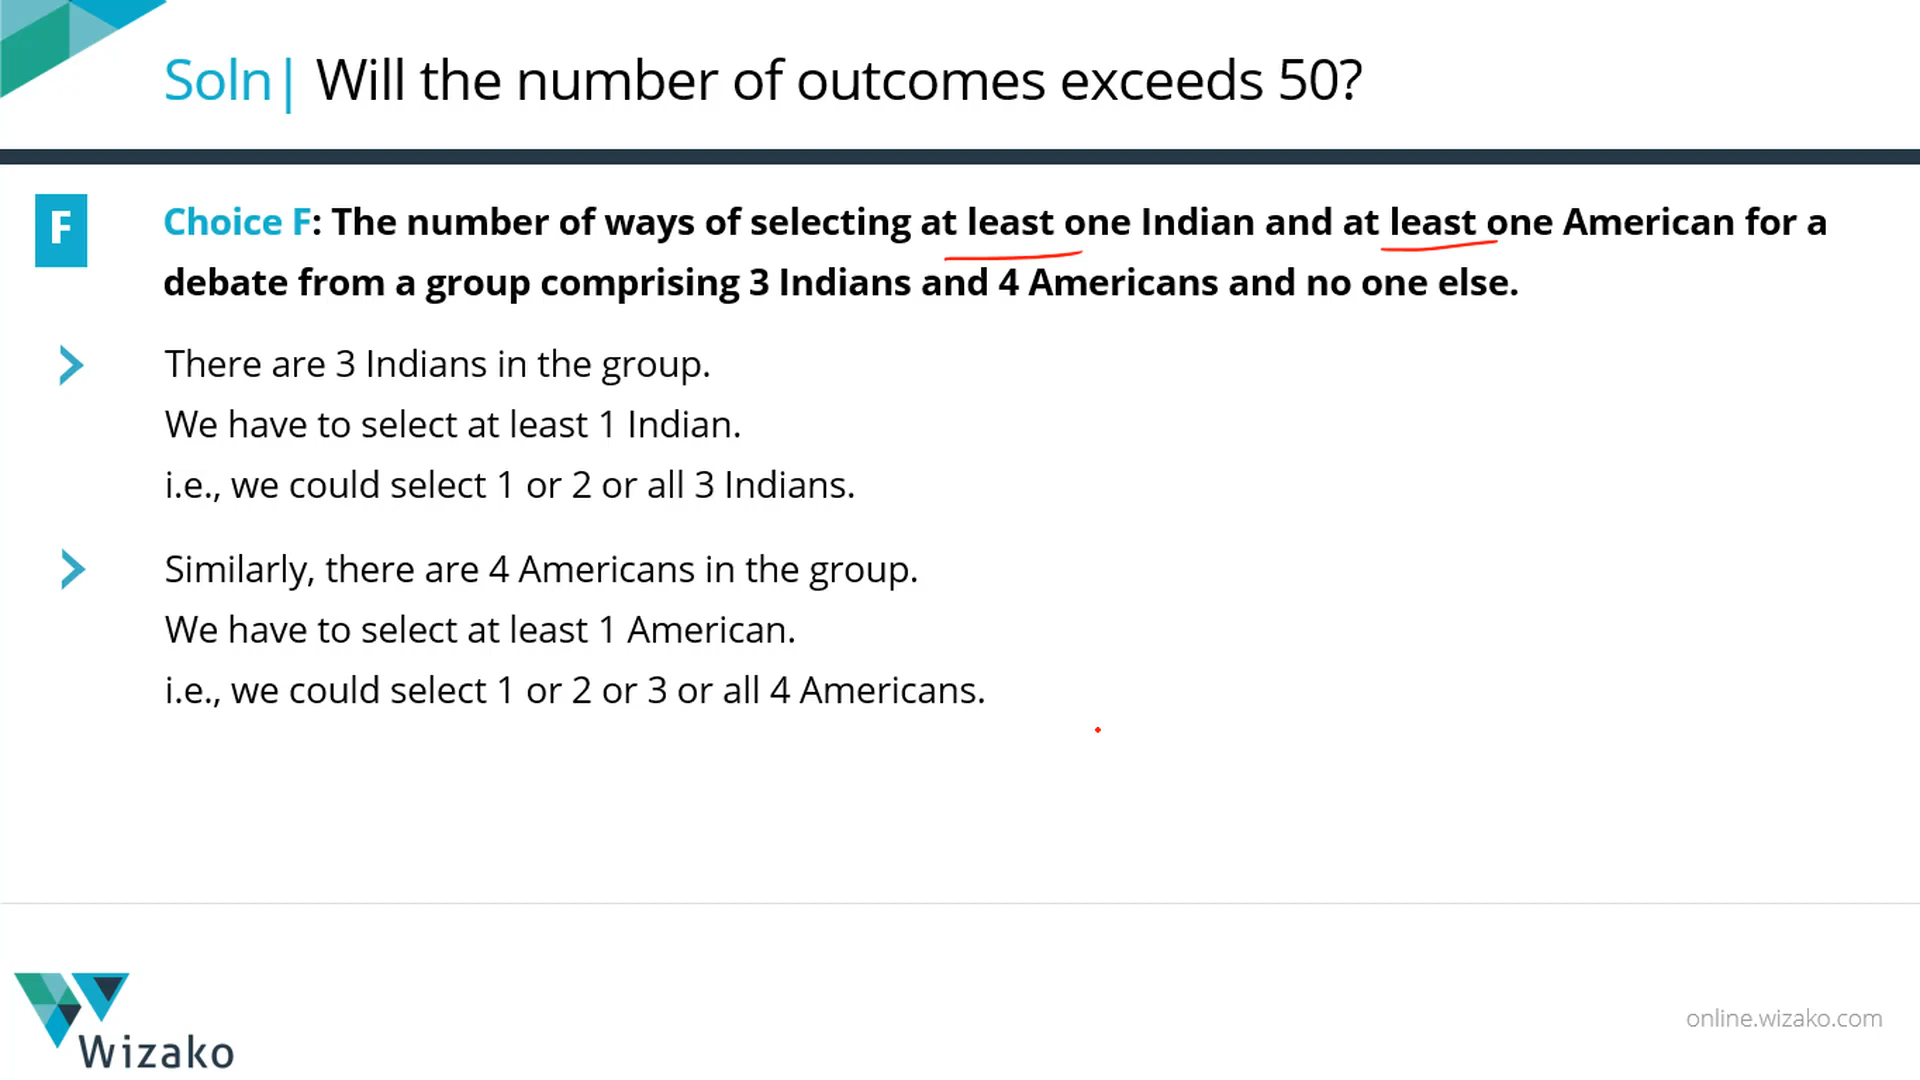 Soln| Will the number of outcomes exceeds 50?
F
Choice F: The number of ways of selecting at least one Indian and at least one American for a
debate from a group comprising 3 Indians and 4 Americans and no one else.
There are 3 Indians in the group.
We have to select at least 1 Indian.
i.e., we could select 1 or 2 or all 3 Indians.
Similarly, there are 4 Americans in the group.
We have to select at least 1 American.
i.e., we could select 1 or 2 or 3 or all 4 Americans.
Wizako
online.wizako.com